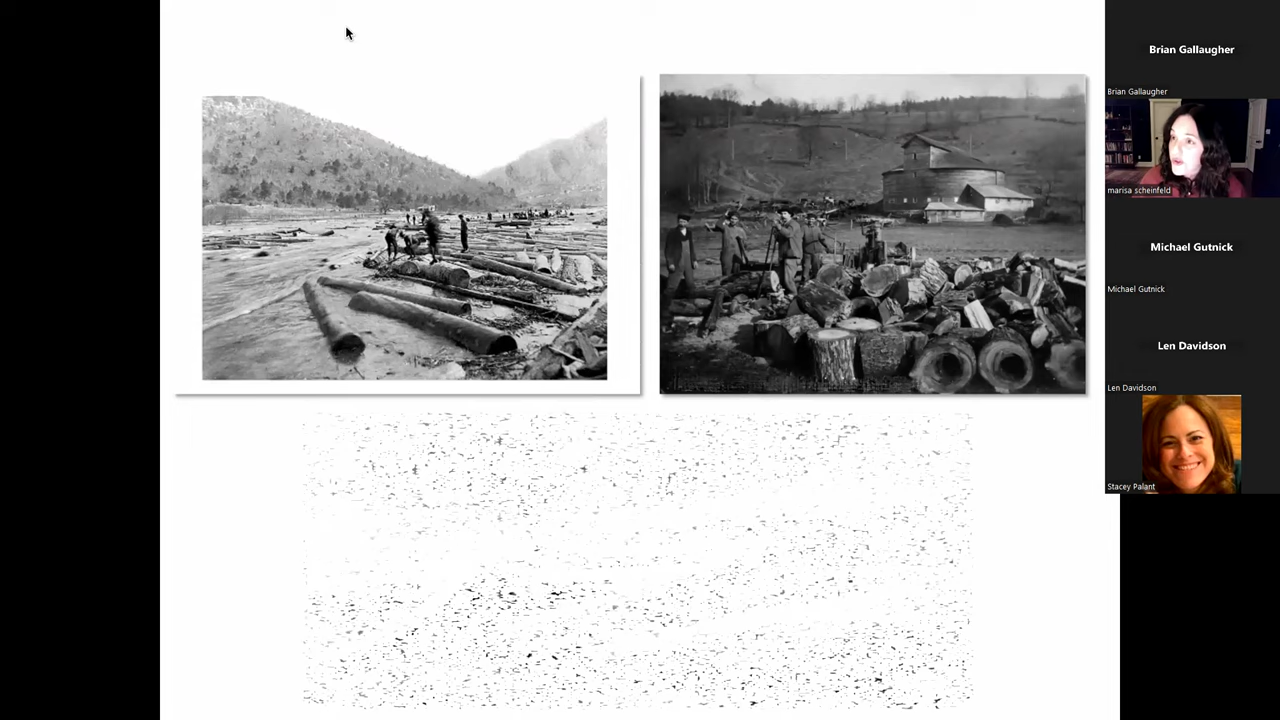 Brian Gallaugher
Brian Gallaugher
marisa scheinfeld
Michael Gutnick
Michael Gutnick
Len Davidson
Len Davidson
Stacey Palant